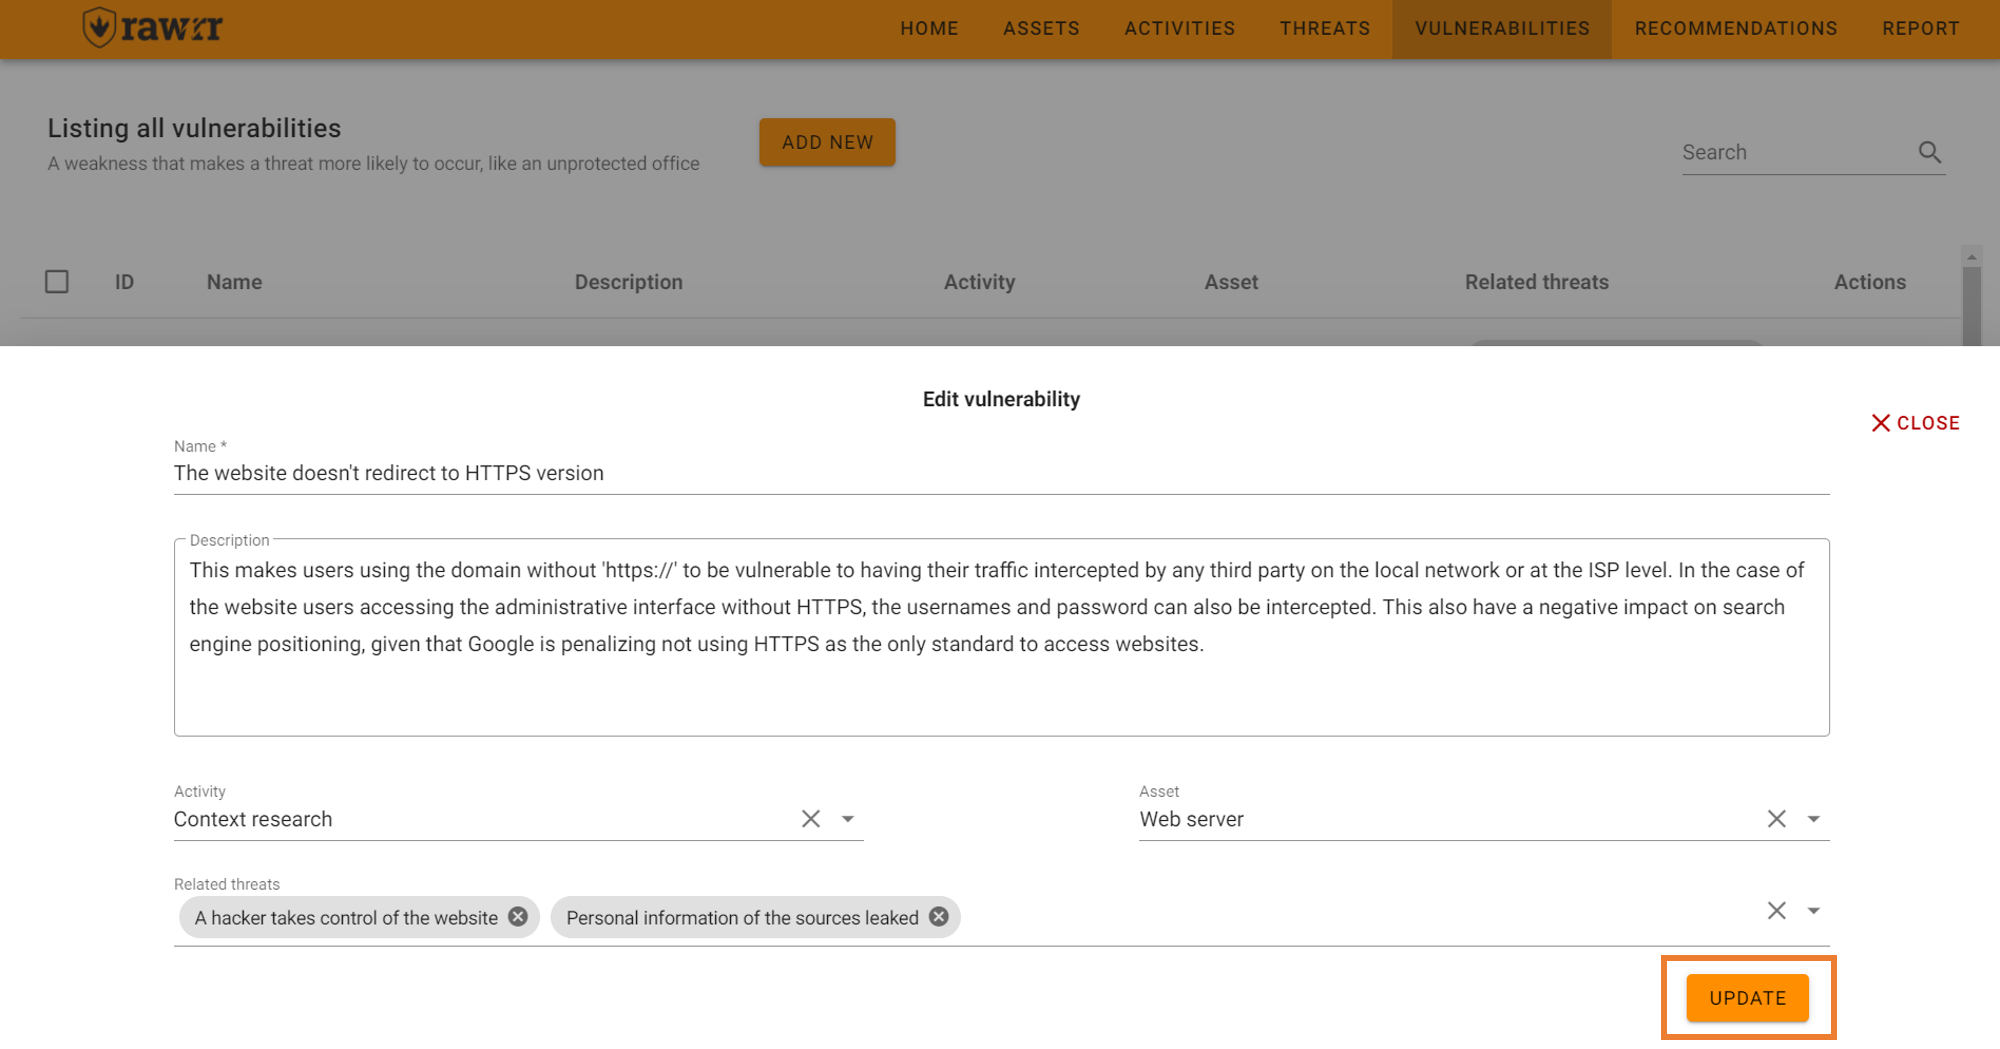 rawrr
HOME ASSETS ACTIVITIES THREATS VULNERABILITIES RECOMMENDATIONS REPORT
Listing all vulnerabilities
A weakness that makes a threat more likely to occur, like an unprotected office
ADD NEW
Search
ID Name Description Activity Asset Related threats Actions
Edit vulnerability
CLOSE
Name *
The website doesn't redirect to HTTPS version
Description
This makes users using the domain without 'https://' to be vulnerable to having their traffic intercepted by any third party on the local network or at the ISP level. In the case of
the website users accessing the administrative interface without HTTPS, the usernames and password can also be intercepted. This also have a negative impact on search
engine positioning, given that Google is penalizing not using HTTPS as the only standard to access websites.
Activity
Context research
Asset
Web server
Related threats
A hacker takes control of the website
Personal information of the sources leaked
UPDATE